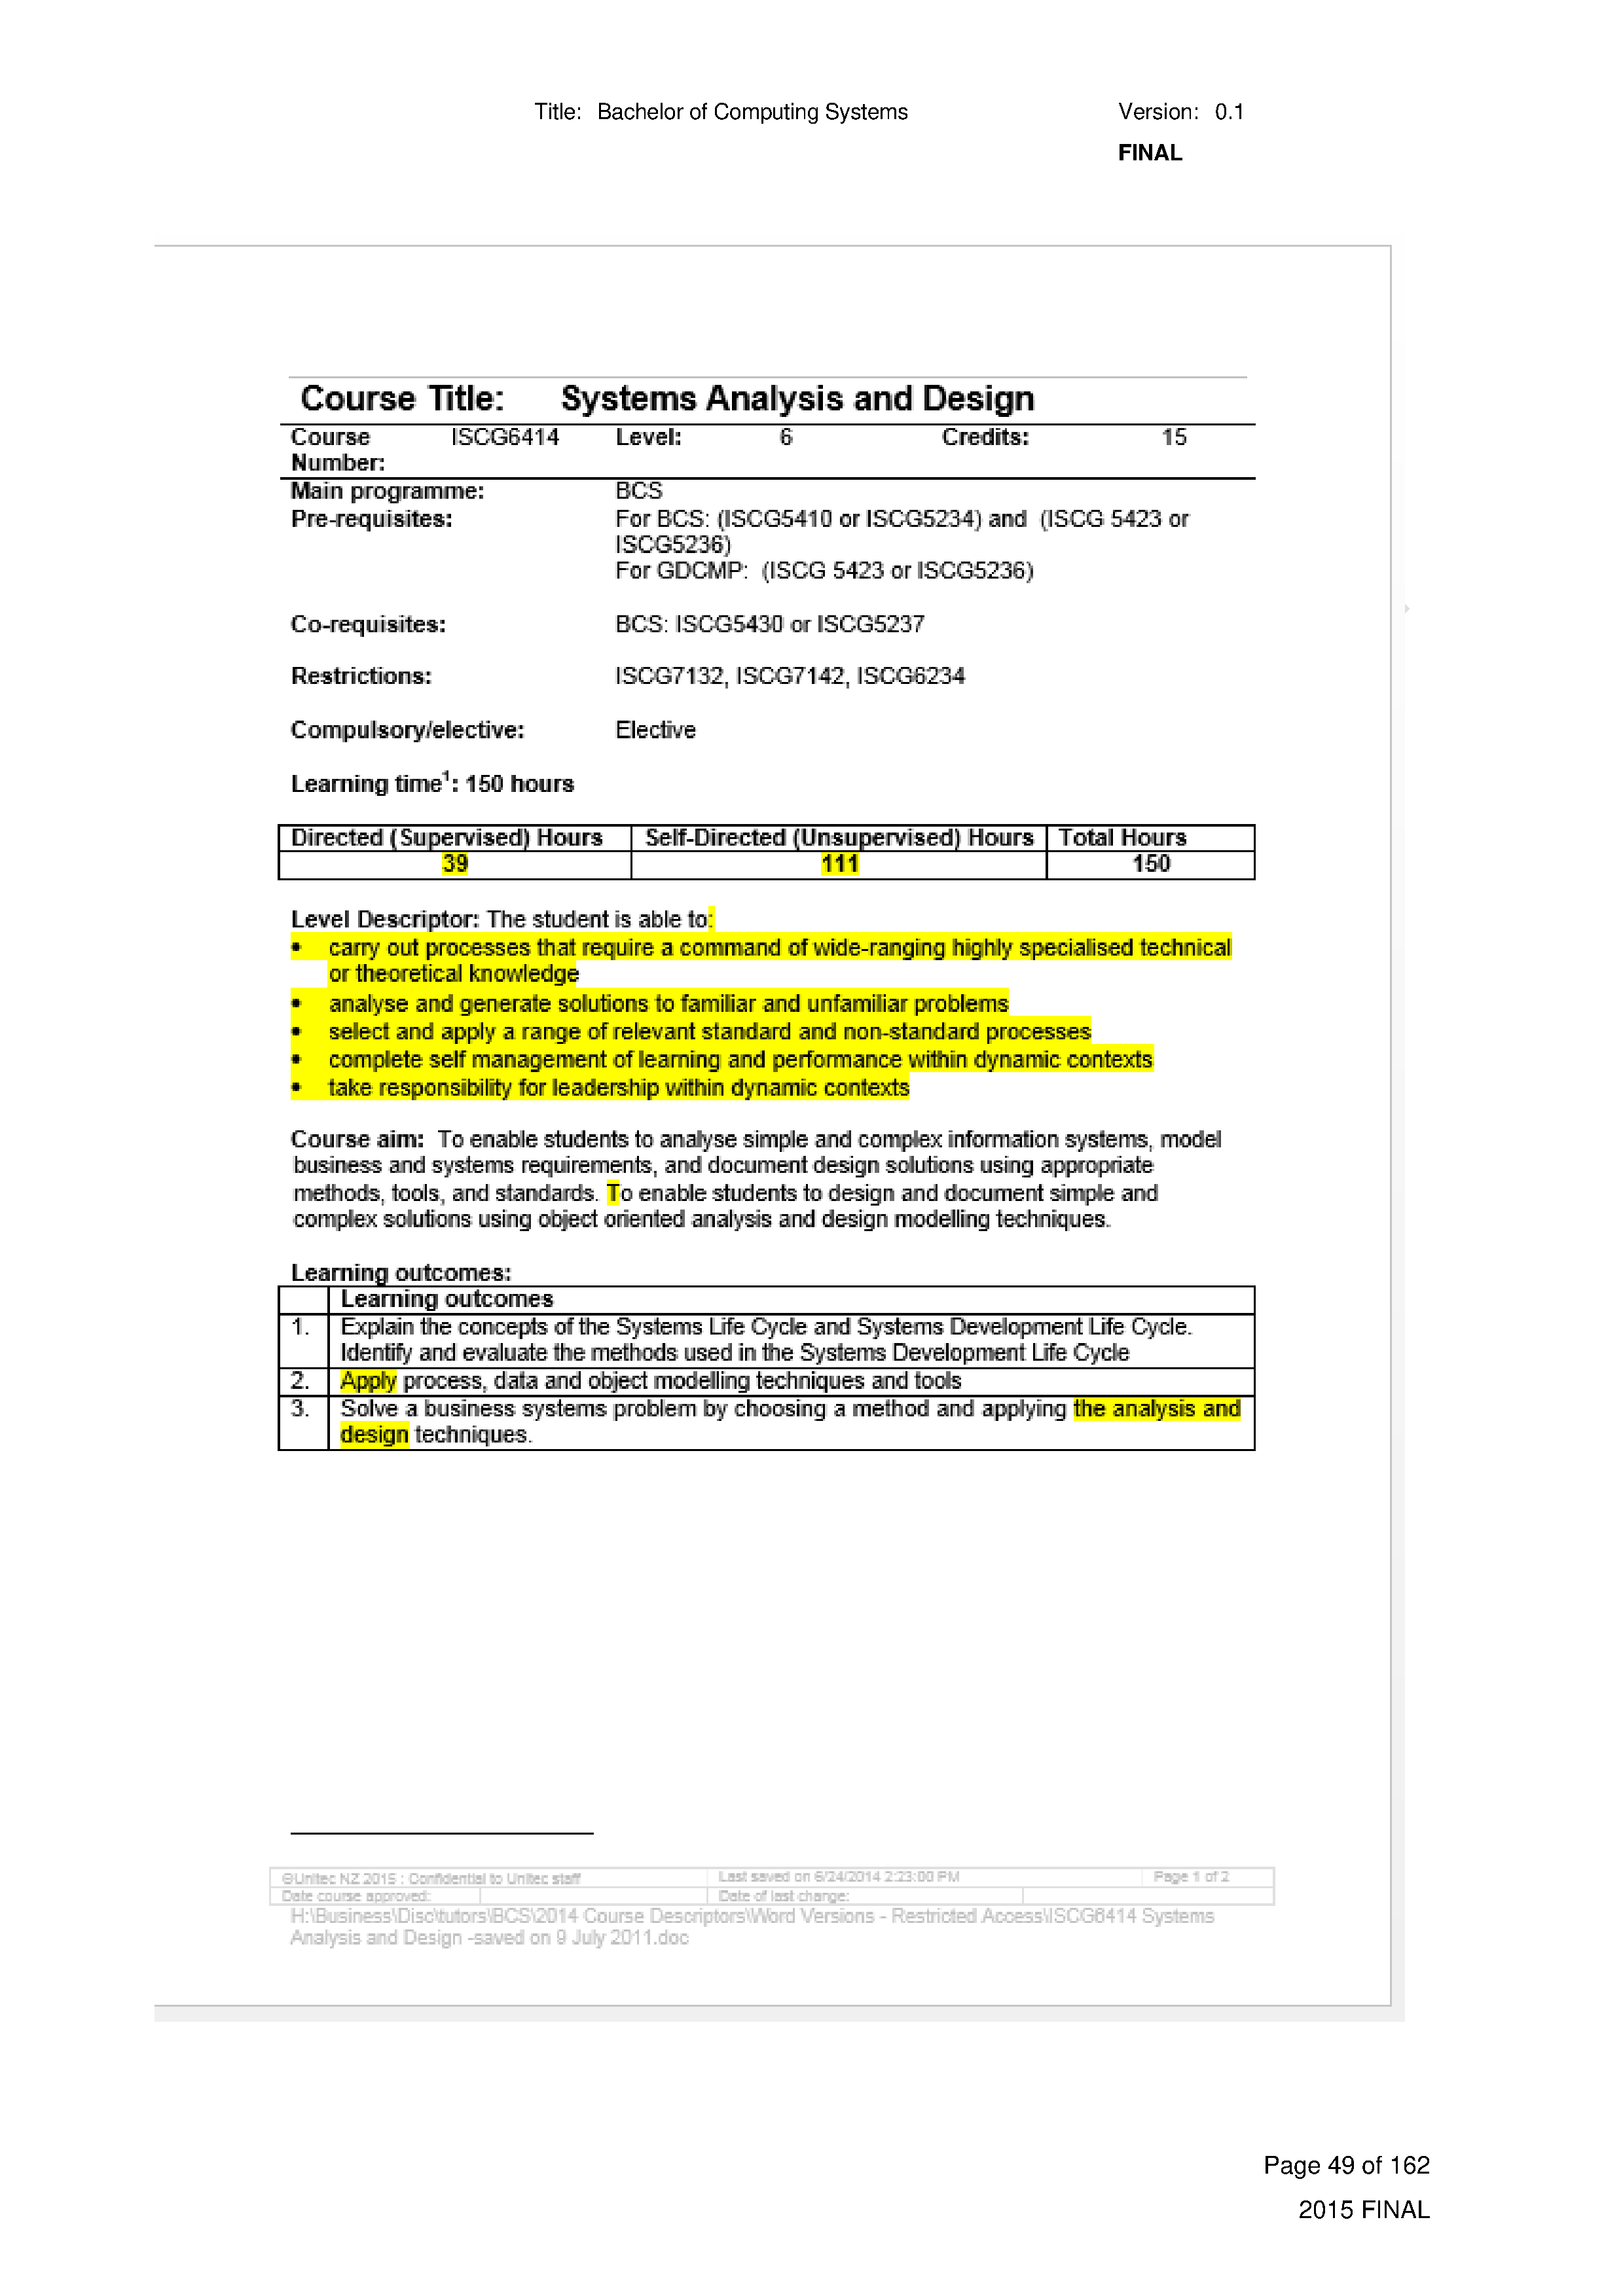 Title: Bachelor of Computing Systems Version: 0.1
FINAL
Course Title: Systems Analysis and Design
Course Number: ISCG6414 Level: 6 Credits: 15
Main programme: BCS
Pre-requisites: For BCS: (ISCG5410 or ISCG5234) and (ISCG 5423 or
ISCG5236)
For GDCMP: (ISCG 5423 or ISCG5236)
Co-requisites: BCS: ISCG5430 or ISCG5237
Restrictions: ISCG7132, ISCG7142, ISCG6234
Compulsory/elective: Elective
Learning time¹: 150 hours
Directed (Supervised) Hours Self-Directed (Unsupervised) Hours Total Hours
39 111 150
Level Descriptor: The student is able to:
• carry out processes that require a command of wide-ranging highly specialised technical
or theoretical knowledge
• analyse and generate solutions to familiar and unfamiliar problems
• select and apply a range of relevant standard and non-standard processes
• complete self management of learning and performance within dynamic contexts
• take responsibility for leadership within dynamic contexts
Course aim: To enable students to analyse simple and complex information systems, model
business and systems requirements, and document design solutions using appropriate
methods, tools, and standards. To enable students to design and document simple and
complex solutions using object oriented analysis and design modelling techniques.
Learning outcomes:
Learning outcomes
1. Explain the concepts of the Systems Life Cycle and Systems Development Life Cycle.
Identify and evaluate the methods used in the Systems Development Life Cycle
2. Apply process, data and object modelling techniques and tools
3. Solve a business systems problem by choosing a method and applying the analysis and
design techniques.
©Unitec NZ 2015 : Confidential to Unitec staff Last saved on 6/24/2014 2:23:00 PM Page 1 of 2
Date course approved: Date of last change:
H:\Business\Disc\tutors\BCS\2014 Course Descriptors\Word Versions - Restricted Access\ISCG6414 Systems
Analysis and Design -saved on 9 July 2011.doc
Page 49 of 162
2015 FINAL